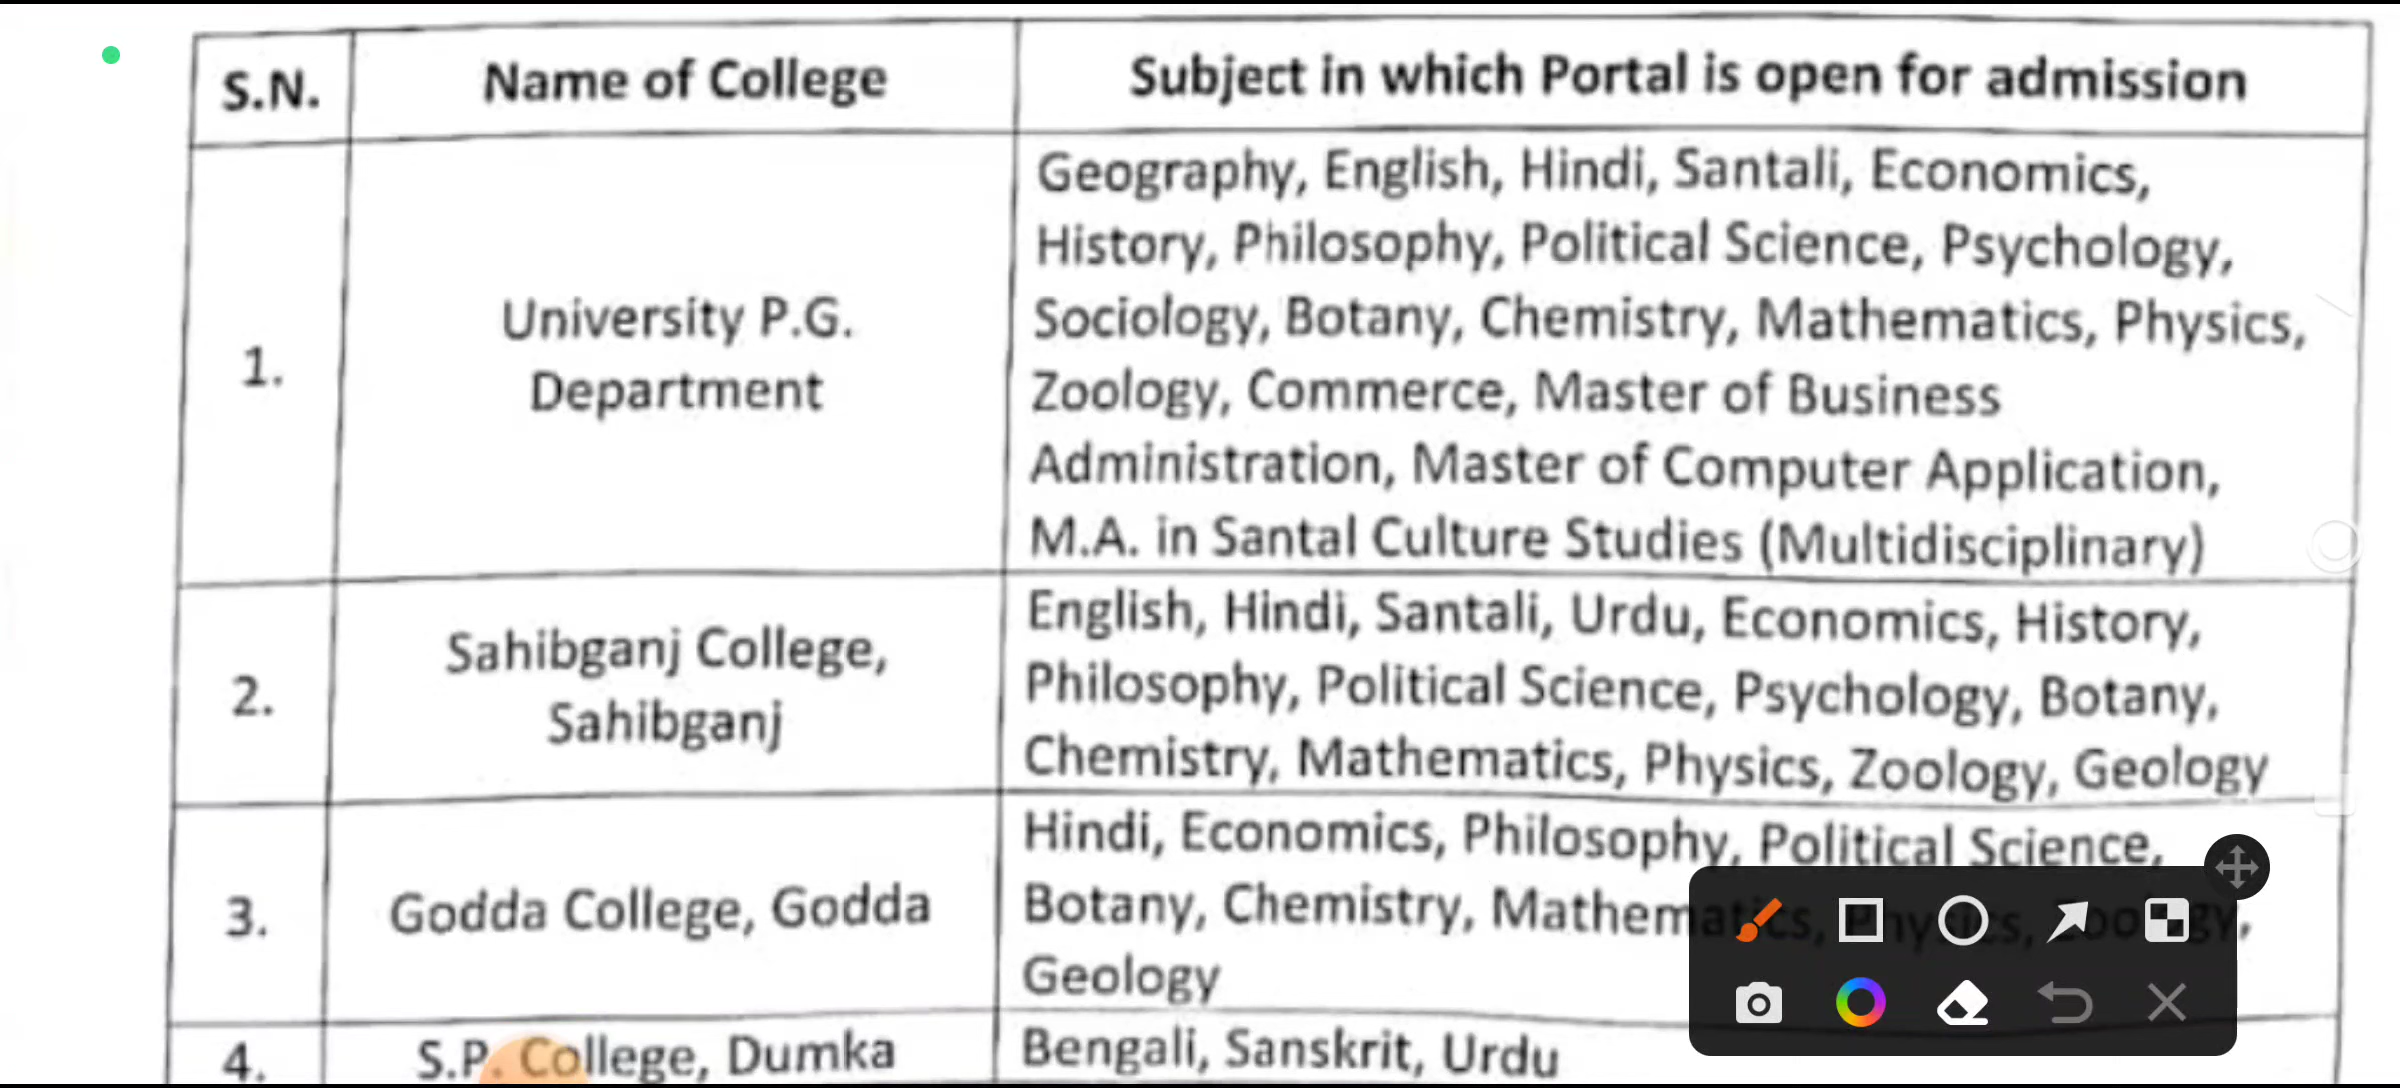 S.N. Name of College Subject in which Portal is open for admission
1. University P.G. Department
Geography, English, Hindi, Santali, Economics,
History, Philosophy, Political Science, Psychology,
Sociology, Botany, Chemistry, Mathematics, Physics,
Zoology, Commerce, Master of Business
Administration, Master of Computer Application,
M.A. in Santal Culture Studies (Multidisciplinary)
2. Sahibganj College, Sahibganj
English, Hindi, Santali, Urdu, Economics, History,
Philosophy, Political Science, Psychology, Botany,
Chemistry, Mathematics, Physics, Zoology, Geology
3. Godda College, Godda
Hindi, Economics, Philosophy, Political Science,
Botany, Chemistry, Mathematics, Physics, Zoology,
Geology
4. S.P. College, Dumka Bengali, Sanskrit, Urdu